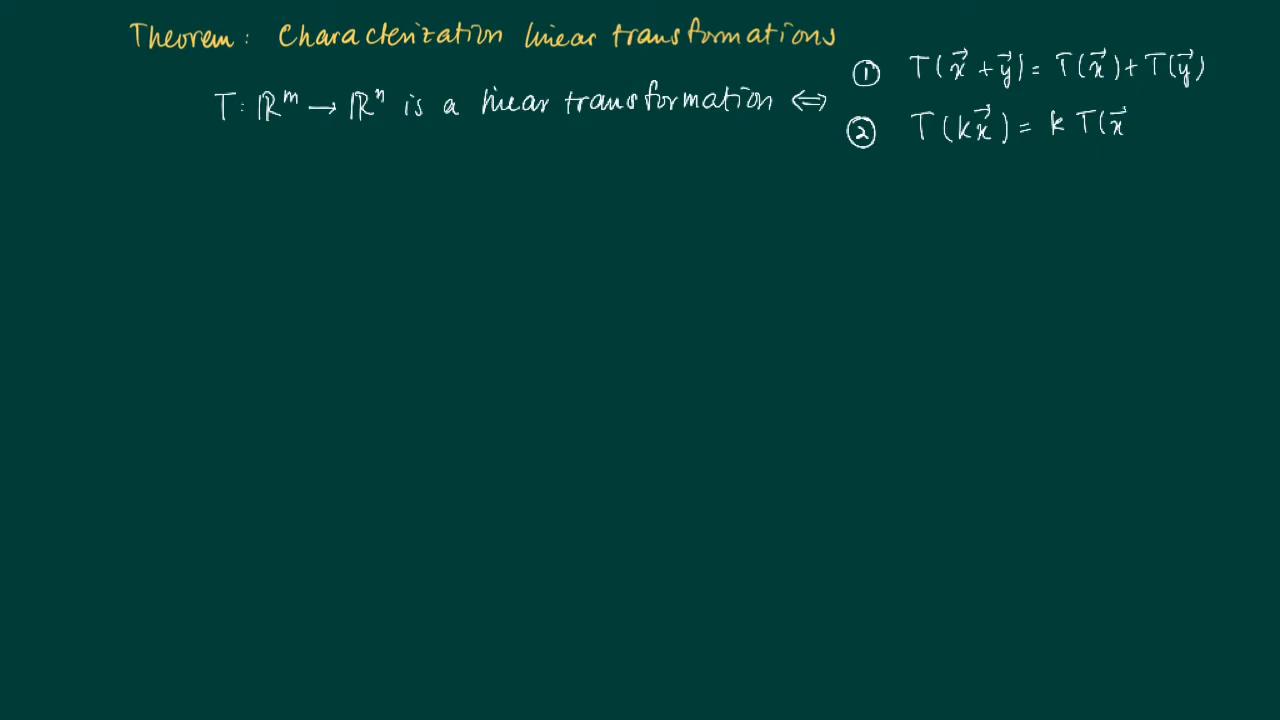 Theorem: Characterization linear transformations
T: ℝᵐ → ℝⁿ is a linear transformation ⇔
① T(x⃗ + y⃗) = T(x⃗) + T(y⃗)
② T(kx⃗) = k T(x⃗